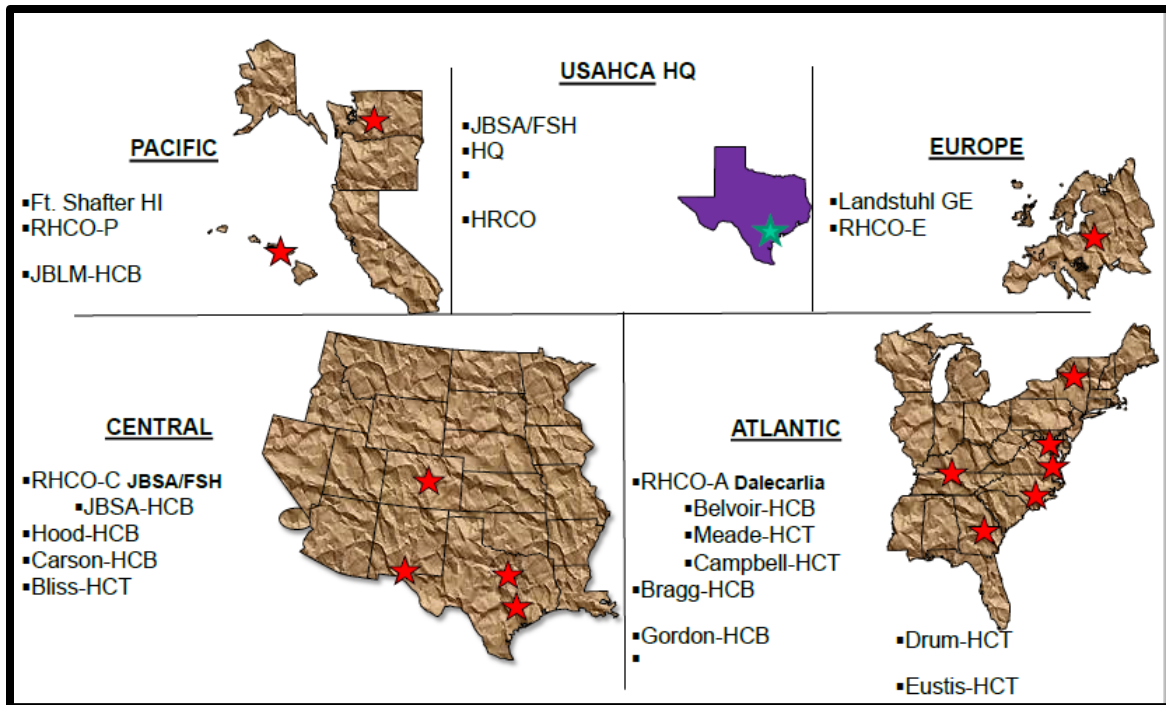 PACIFIC
▪Ft. Shafter HI
▪RHCO-P
▪JBLM-HCB
USAHCA HQ
▪JBSA/FSH
▪HQ
▪
▪HRCO
EUROPE
▪Landstuhl GE
▪RHCO-E
CENTRAL
▪RHCO-C JBSA/FSH
▪JBSA-HCB
▪Hood-HCB
▪Carson-HCB
▪Bliss-HCT
ATLANTIC
▪RHCO-A Dalecarlia
▪Belvoir-HCB
▪Meade-HCT
▪Campbell-HCT
▪Bragg-HCB
▪Gordon-HCB
▪
▪Drum-HCT
▪Eustis-HCT